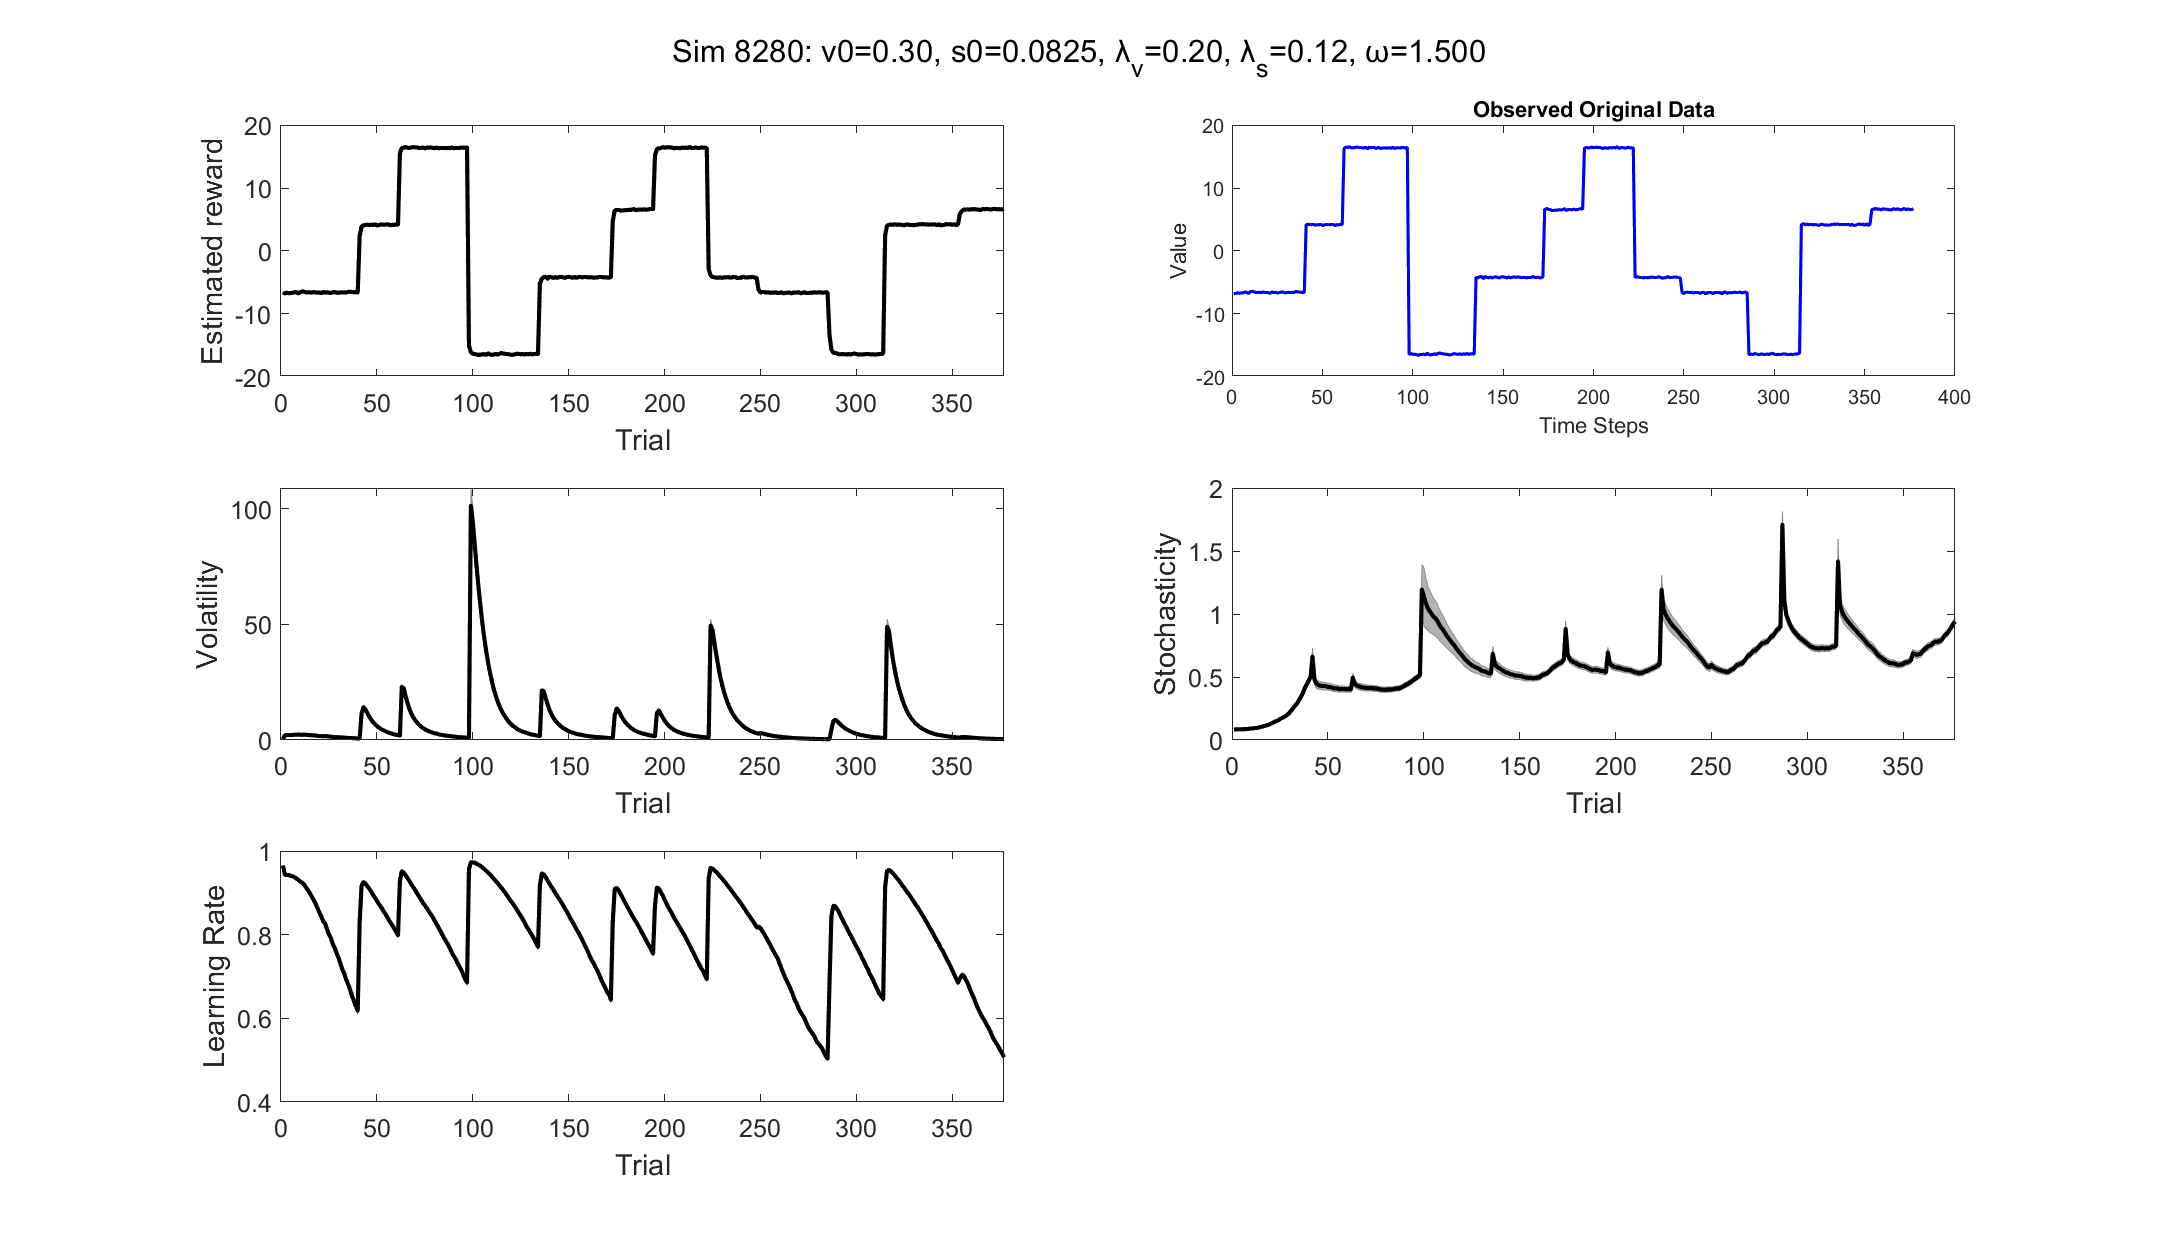 Sim 8280: v0=0.30, s0=0.0825, λv=0.20, λs=0.12, ω=1.500
Estimated reward
20
10
0
-10
-20
0 50 100 150 200 250 300 350
Trial
Observed Original Data
Value
20
10
0
-10
-20
0 50 100 150 200 250 300 350 400
Time Steps
Volatility
100
50
0
0 50 100 150 200 250 300 350
Trial
Stochasticity
2
1.5
1
0.5
0
0 50 100 150 200 250 300 350
Trial
Learning Rate
1
0.8
0.6
0.4
0 50 100 150 200 250 300 350
Trial